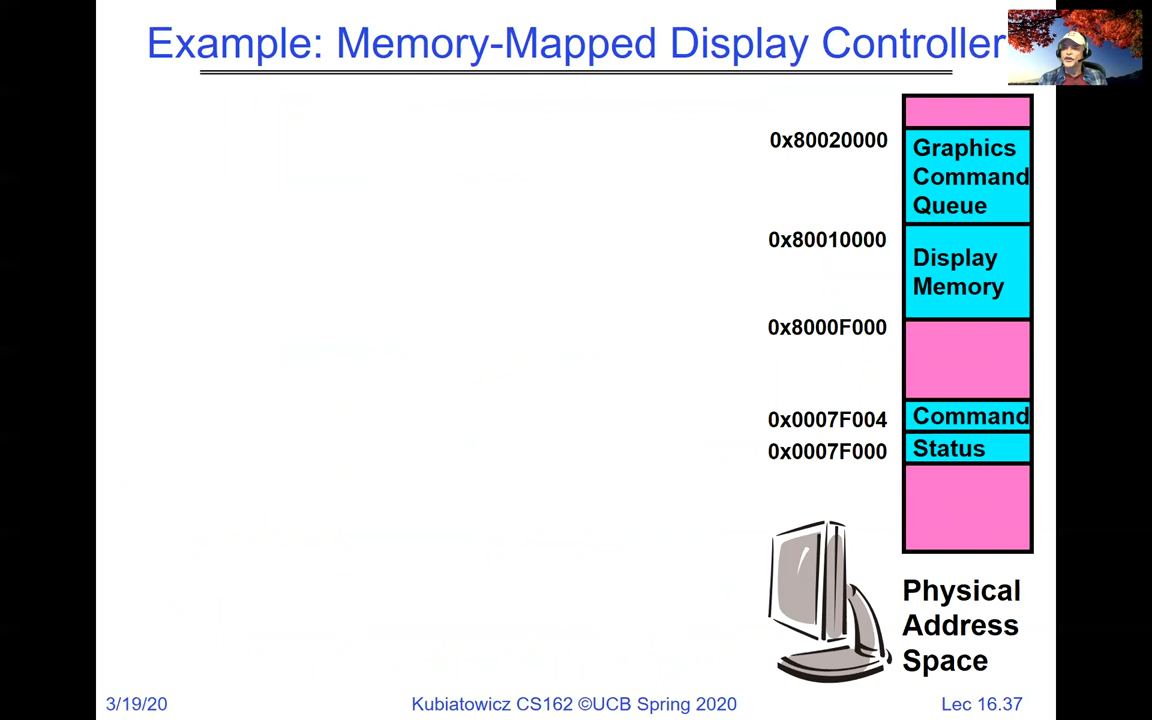 Example: Memory-Mapped Display Controller
0x80020000
Graphics
Command
Queue
0x80010000
Display
Memory
0x8000F000
0x0007F004
Command
0x0007F000
Status
Physical
Address
Space
3/19/20
Kubiatowicz CS162 ©UCB Spring 2020
Lec 16.37